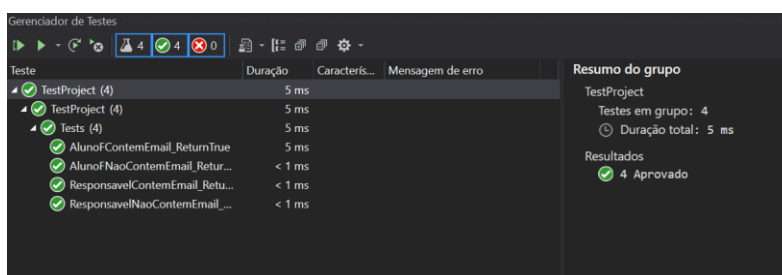 Gerenciador de Testes
4 4 0
Teste Duração Caracterís... Mensagem de erro
TestProject (4) 5 ms
TestProject (4) 5 ms
Tests (4) 5 ms
AlunoFContemEmail_ReturnTrue 5 ms
AlunoFNaoContemEmail_Retur... < 1 ms
ResponsavelContemEmail_Retu... < 1 ms
ResponsavelNaoContemEmail_... < 1 ms
Resumo do grupo
TestProject
Testes em grupo: 4
Duração total: 5 ms
Resultados
4 Aprovado